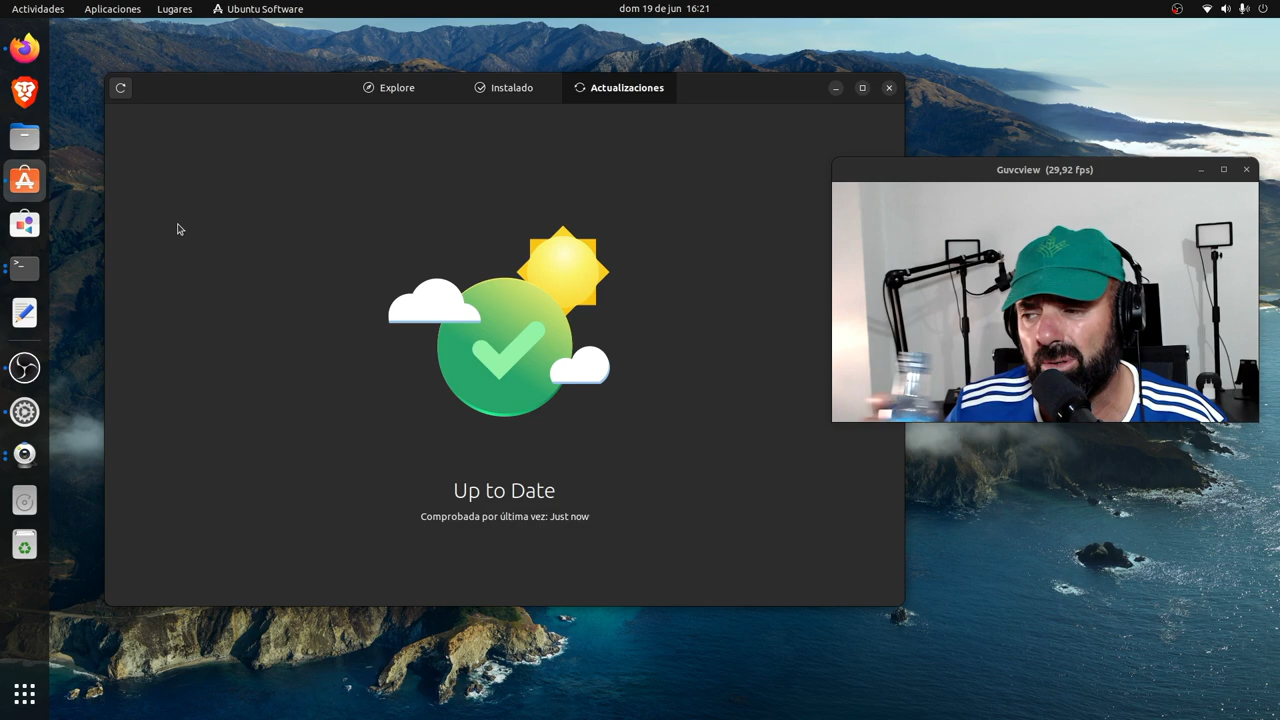 Actividades Aplicaciones Lugares Ubuntu Software dom 19 de jun 16:21
Explore Instalado Actualizaciones
Guvcview (29,92 fps)
Up to Date
Comprobada por última vez: Just now